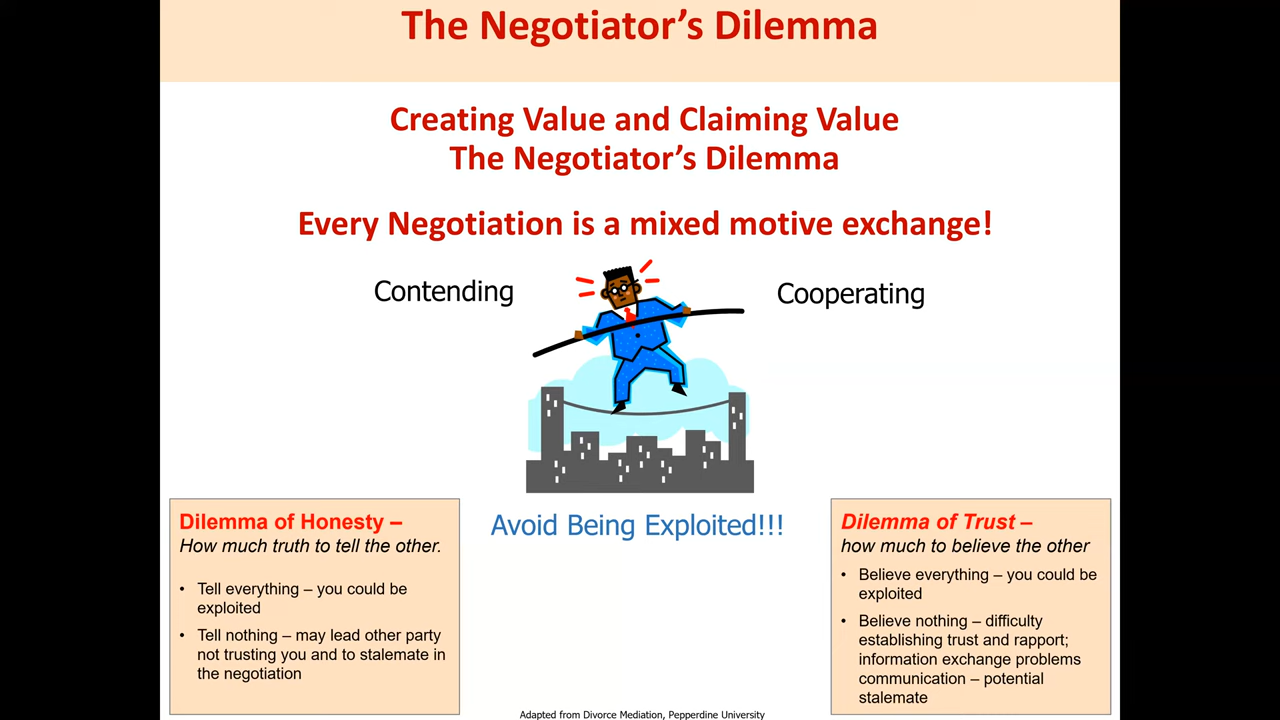 The Negotiator’s Dilemma
Creating Value and Claiming Value
The Negotiator’s Dilemma
Every Negotiation is a mixed motive exchange!
Contending
Cooperating
Dilemma of Honesty –
How much truth to tell the other.
• Tell everything – you could be
exploited
• Tell nothing – may lead other party
not trusting you and to stalemate in
the negotiation
Avoid Being Exploited!!!
Dilemma of Trust –
how much to believe the other
• Believe everything – you could be
exploited
• Believe nothing – difficulty
establishing trust and rapport;
information exchange problems
communication – potential
stalemate
Adapted from Divorce Mediation, Pepperdine University